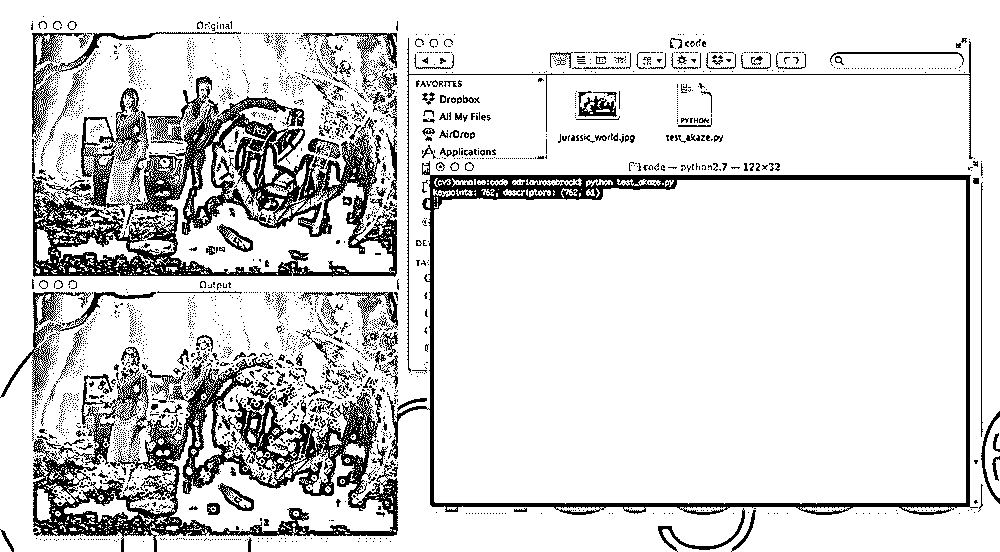 Original
Output
code
FAVORITES
Dropbox
All My Files
AirDrop
Applications
PYTHON
jurassic_world.jpg
test_akaze.py
code — python2.7 — 122×32
(cv3)annalee:code adrianrosebrock$ python test_akaze.py
keypoints: 762, descriptors: (762, 61)